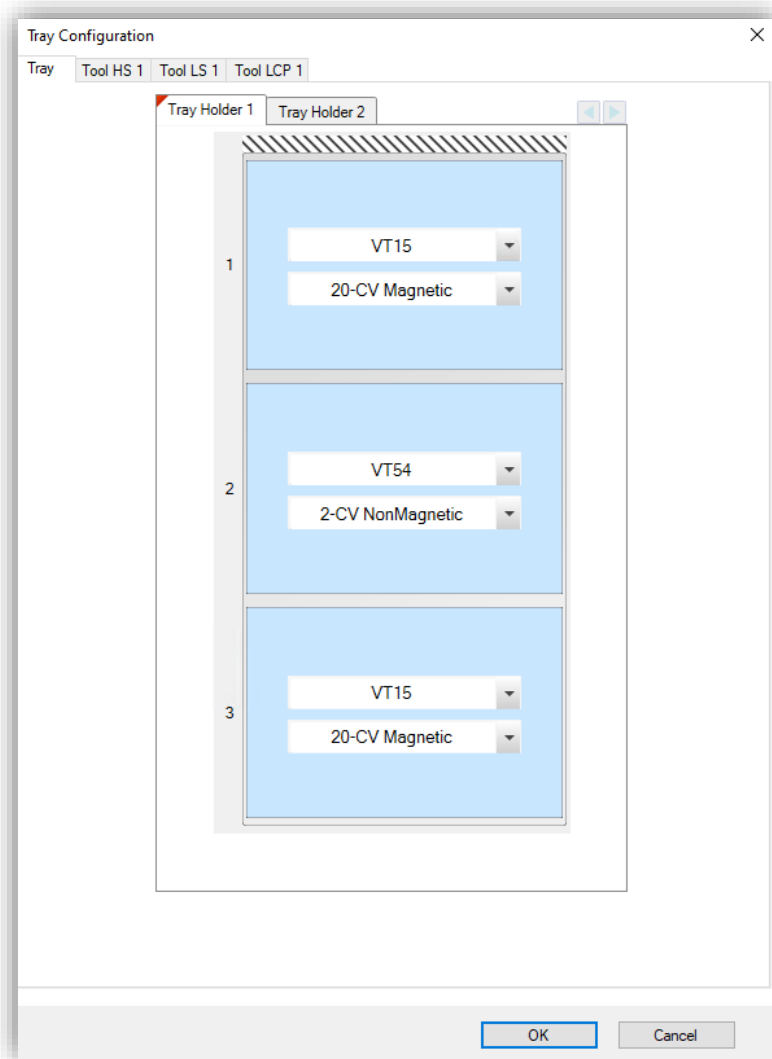 Tray Configuration
Tray Tool HS 1 Tool LS 1 Tool LCP 1
Tray Holder 1 Tray Holder 2
1
VT15
20-CV Magnetic
2
VT54
2-CV NonMagnetic
3
VT15
20-CV Magnetic
OK Cancel